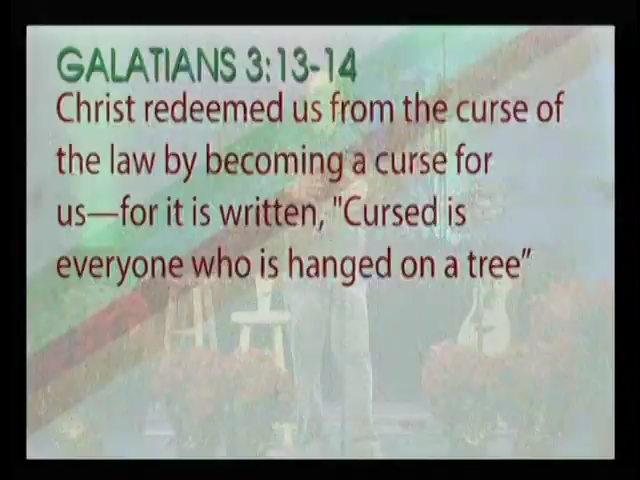 GALATIANS 3:13-14
Christ redeemed us from the curse of
the law by becoming a curse for
us—for it is written, "Cursed is
everyone who is hanged on a tree”